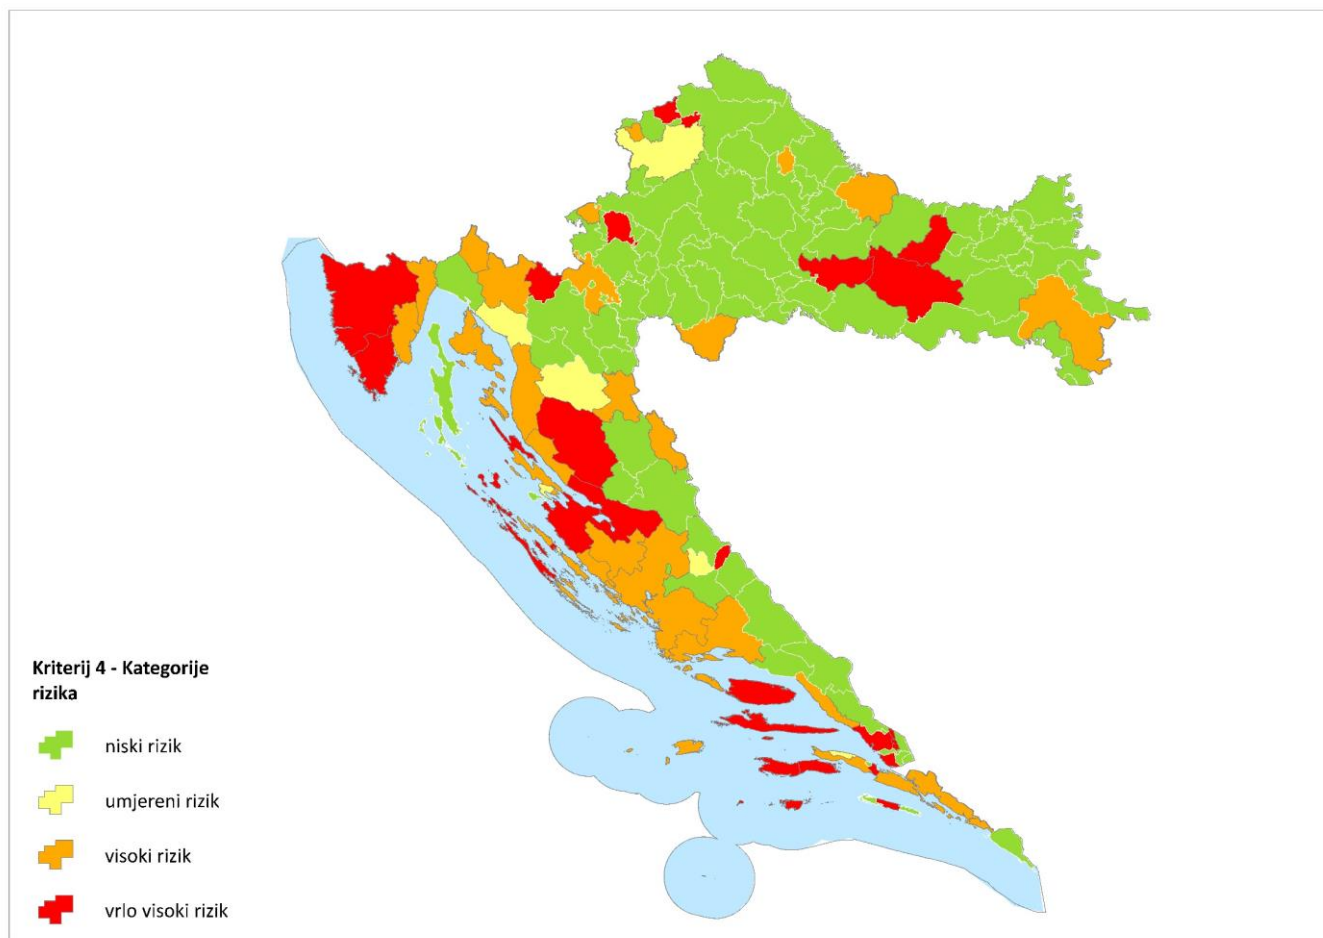 Kriterij 4 - Kategorije
rizika
niski rizik
umjereni rizik
visoki rizik
vrlo visoki rizik